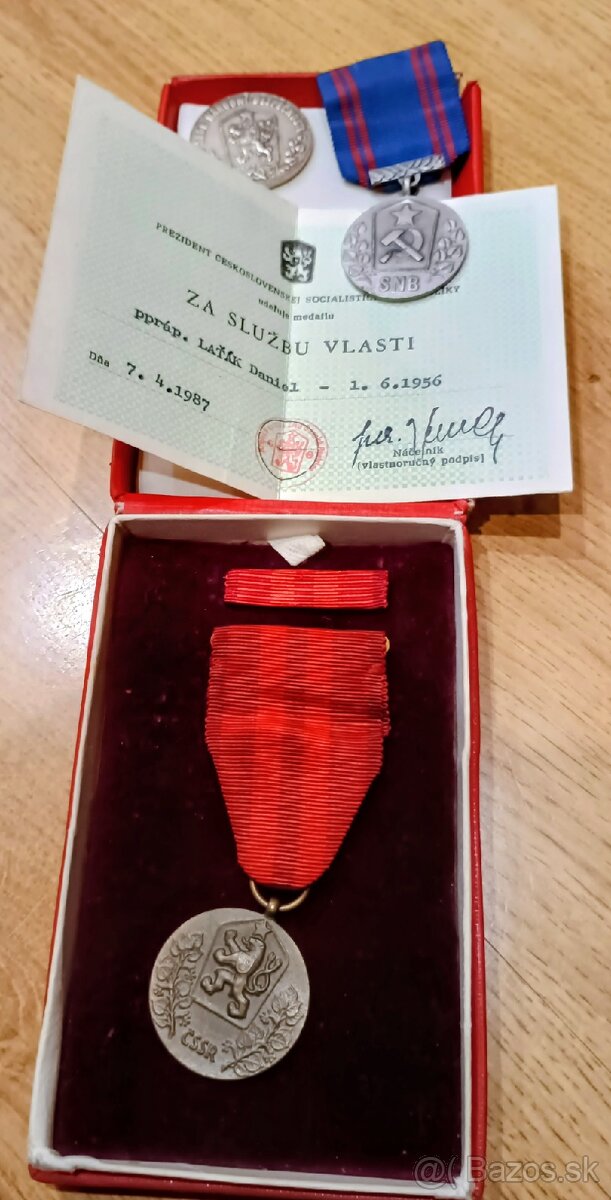 SNB
PREZIDENT ČESKOSLOVENSKEJ SOCIALISTICKEJ REPUBLIKY
udeľuje medailu
ZA SLUŽBU VLASTI
ppráp. LAŤÁK Daniel - 1. 6.1956
Dňa 7. 4.1987
Náčelník
(vlastnoručný podpis)
ČSSR
@( Bazos.sk